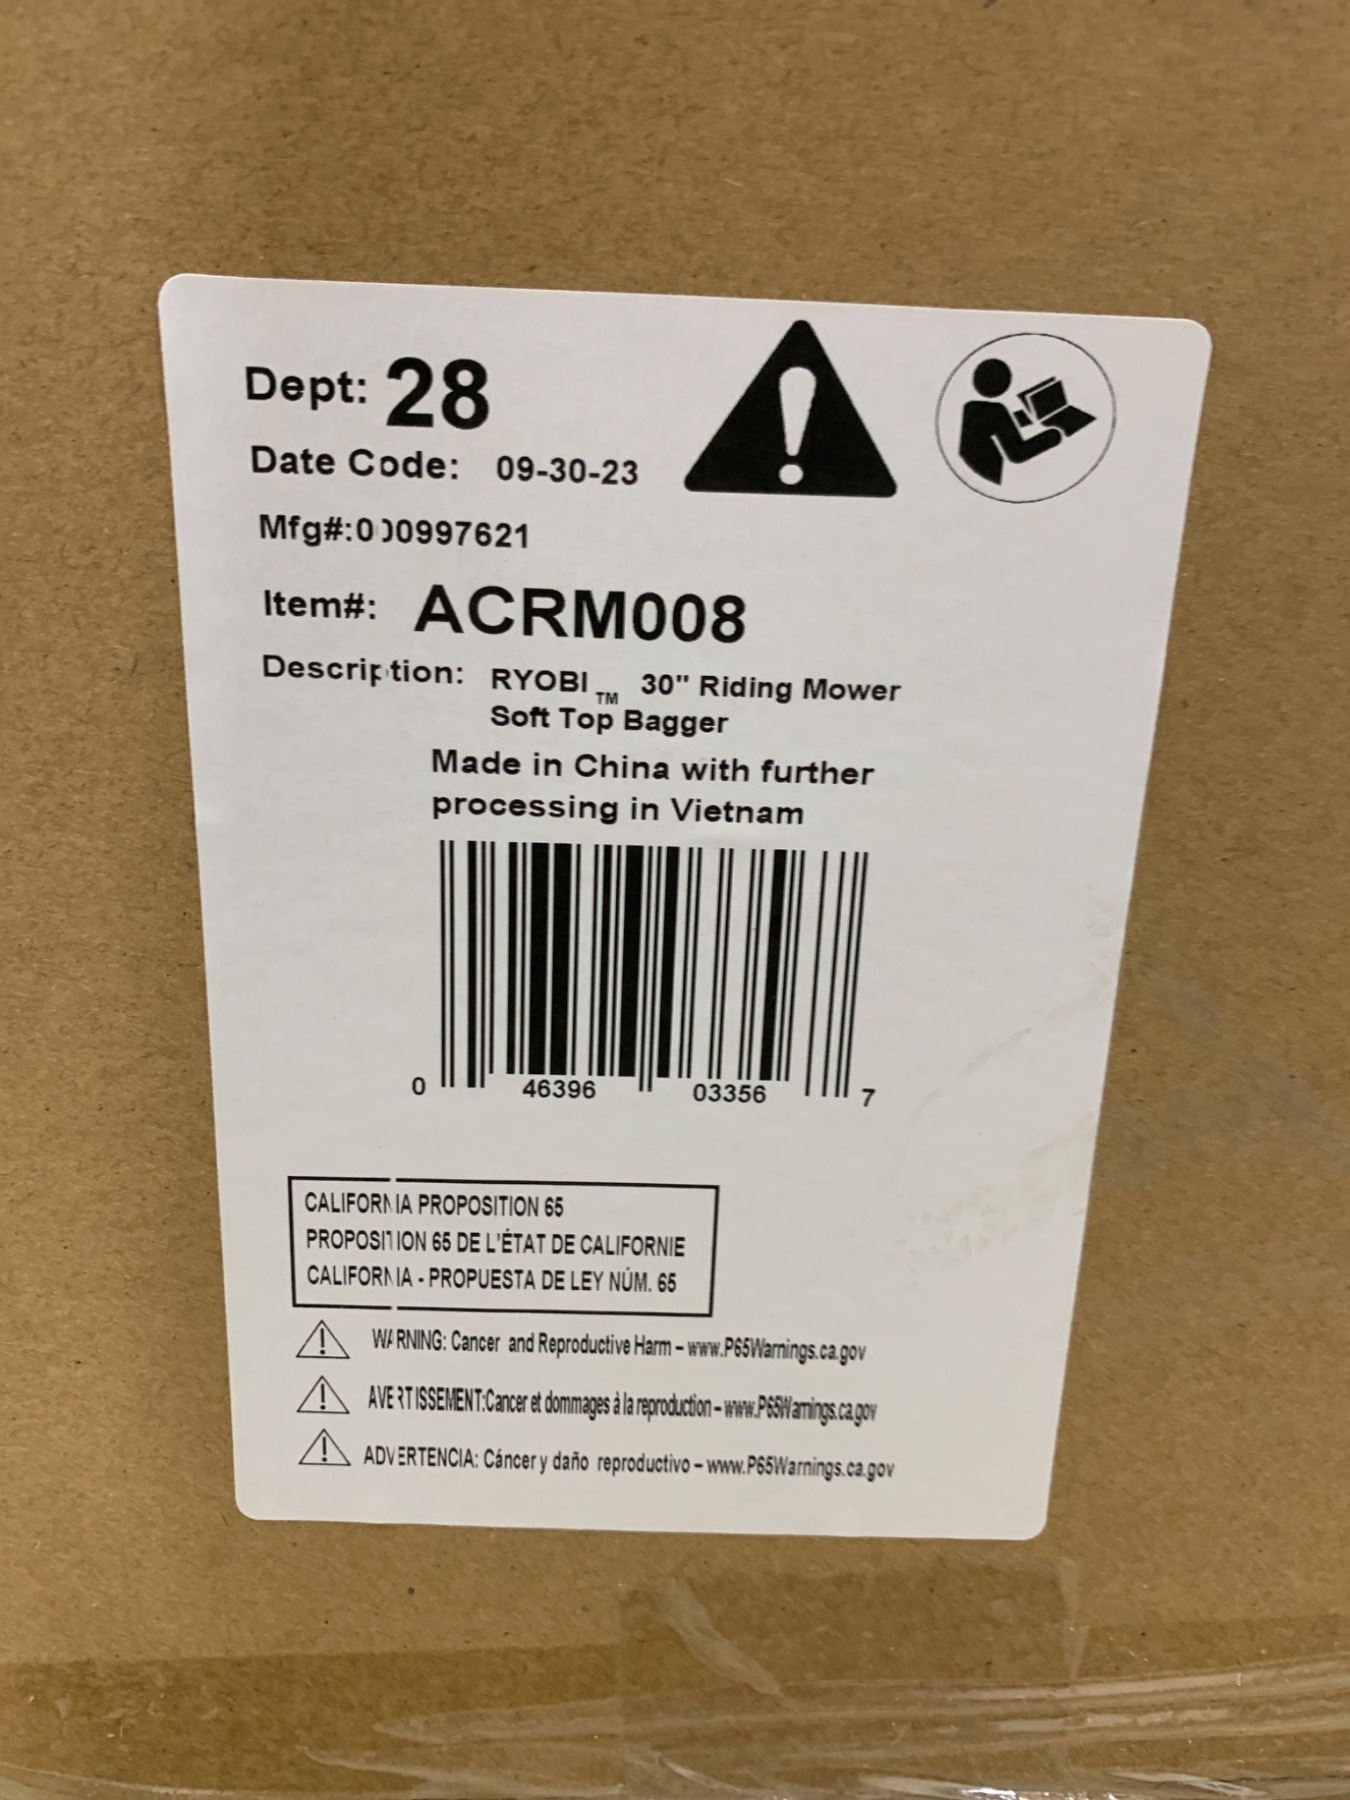 Dept: 28
Date Code: 09-30-23
Mfg#:000997621
Item#: ACRM008
Description: RYOBI™ 30" Riding Mower
Soft Top Bagger
Made in China with further
processing in Vietnam
0 46396 03356 7
CALIFORNIA PROPOSITION 65
PROPOSITION 65 DE L'ÉTAT DE CALIFORNIE
CALIFORNIA - PROPUESTA DE LEY NÚM. 65
WARNING: Cancer and Reproductive Harm – www.P65Warnings.ca.gov
AVERTISSEMENT:Cancer et dommages à la reproduction – www.P65Warnings.ca.gov
ADVERTENCIA: Cáncer y daño reproductivo – www.P65Warnings.ca.gov